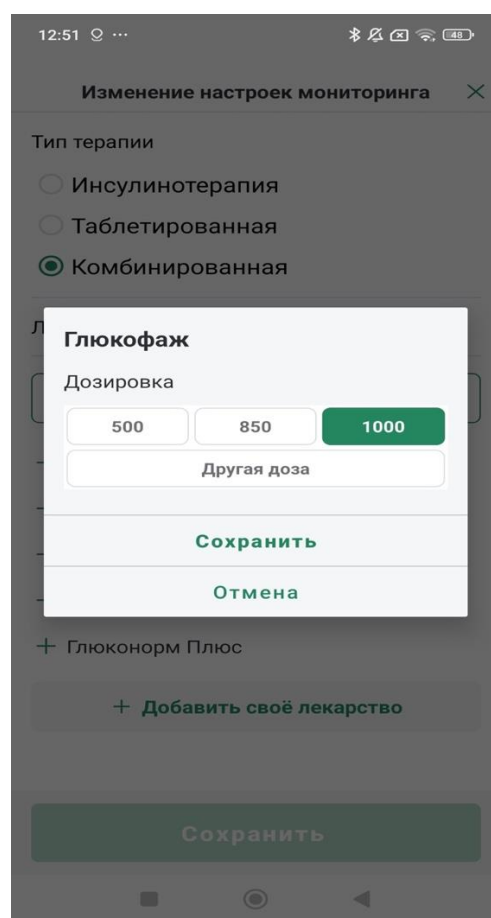 12:51
48
Изменение настроек мониторинга
Тип терапии
Инсулинотерапия
Таблетированная
Комбинированная
Л
Глюкофаж
Дозировка
500 850 1000
Другая доза
Сохранить
Отмена
+ Глюконорм Плюс
+ Добавить своё лекарство
Сохранить